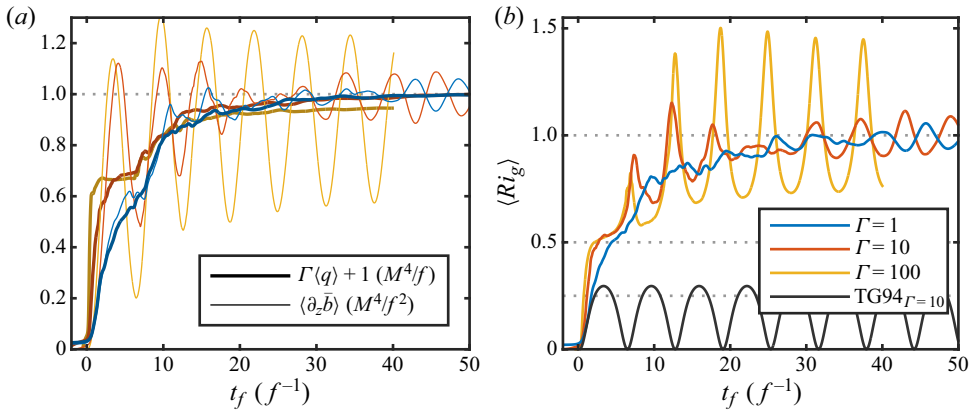 (a)
(b)
1.2
1.0
0.8
0.6
0.4
0.2
0
Γ⟨q⟩ + 1 (M⁴/f)
⟨∂_z b̄⟩ (M⁴/f²)
0 10 20 30 40 50
t_f (f⁻¹)
⟨Ri_g⟩
1.5
1.0
0.5
0
Γ = 1
Γ = 10
Γ = 100
TG94_Γ = 10
0 10 20 30 40 50
t_f (f⁻¹)